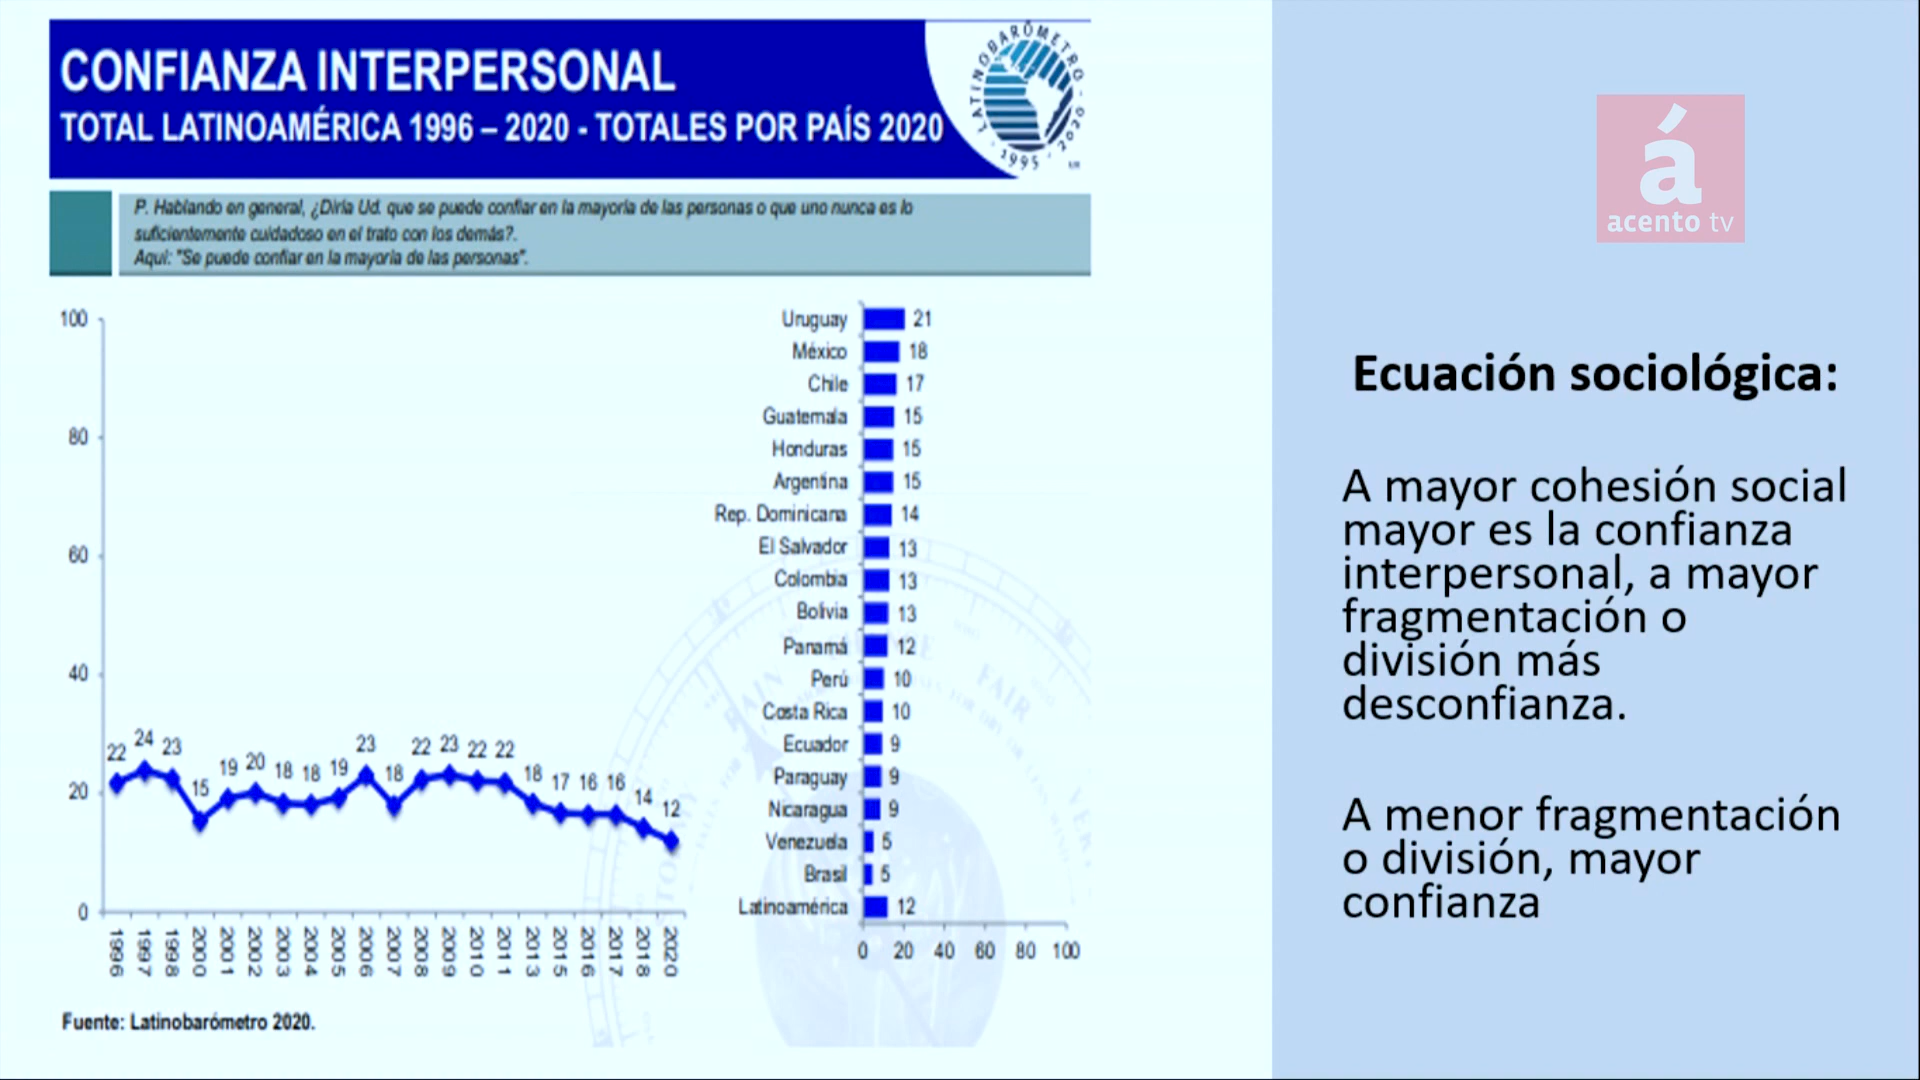 CONFIANZA INTERPERSONAL
TOTAL LATINOAMÉRICA 1996 – 2020 - TOTALES POR PAÍS 2020
LATINOBARÓMETRO - 1995 - 2020
P. Hablando en general, ¿Diría Ud. que se puede confiar en la mayoría de las personas o que uno nunca es lo
suficientemente cuidadoso en el trato con los demás?.
Aquí: "Se puede confiar en la mayoría de las personas".
100
80
60
40
20
0
22 24 23 15 19 20 18 18 19 23 18 22 23 22 22 18 17 16 16 14 12
1996 1997 1998 2000 2001 2002 2003 2004 2005 2006 2007 2008 2009 2010 2011 2013 2015 2016 2017 2018 2020
Uruguay 21
México 18
Chile 17
Guatemala 15
Honduras 15
Argentina 15
Rep. Dominicana 14
El Salvador 13
Colombia 13
Bolivia 13
Panamá 12
Perú 10
Costa Rica 10
Ecuador 9
Paraguay 9
Nicaragua 9
Venezuela 5
Brasil 5
Latinoamérica 12
0 20 40 60 80 100
Fuente: Latinobarómetro 2020.
á
acento tv
Ecuación sociológica:
A mayor cohesión social
mayor es la confianza
interpersonal, a mayor
fragmentación o
división más
desconfianza.
A menor fragmentación
o división, mayor
confianza
RAIN
FAIR